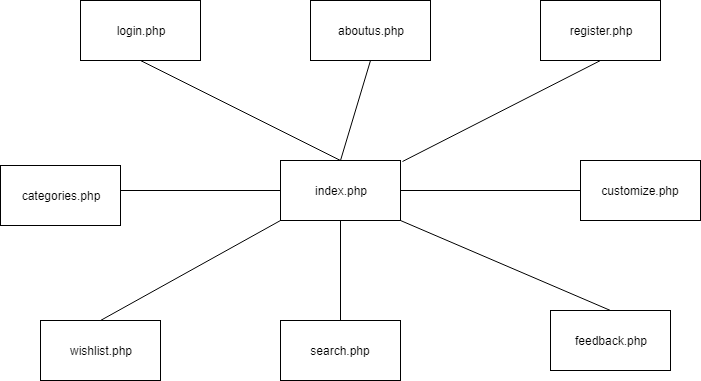 login.php
aboutus.php
register.php
categories.php
index.php
customize.php
wishlist.php
search.php
feedback.php